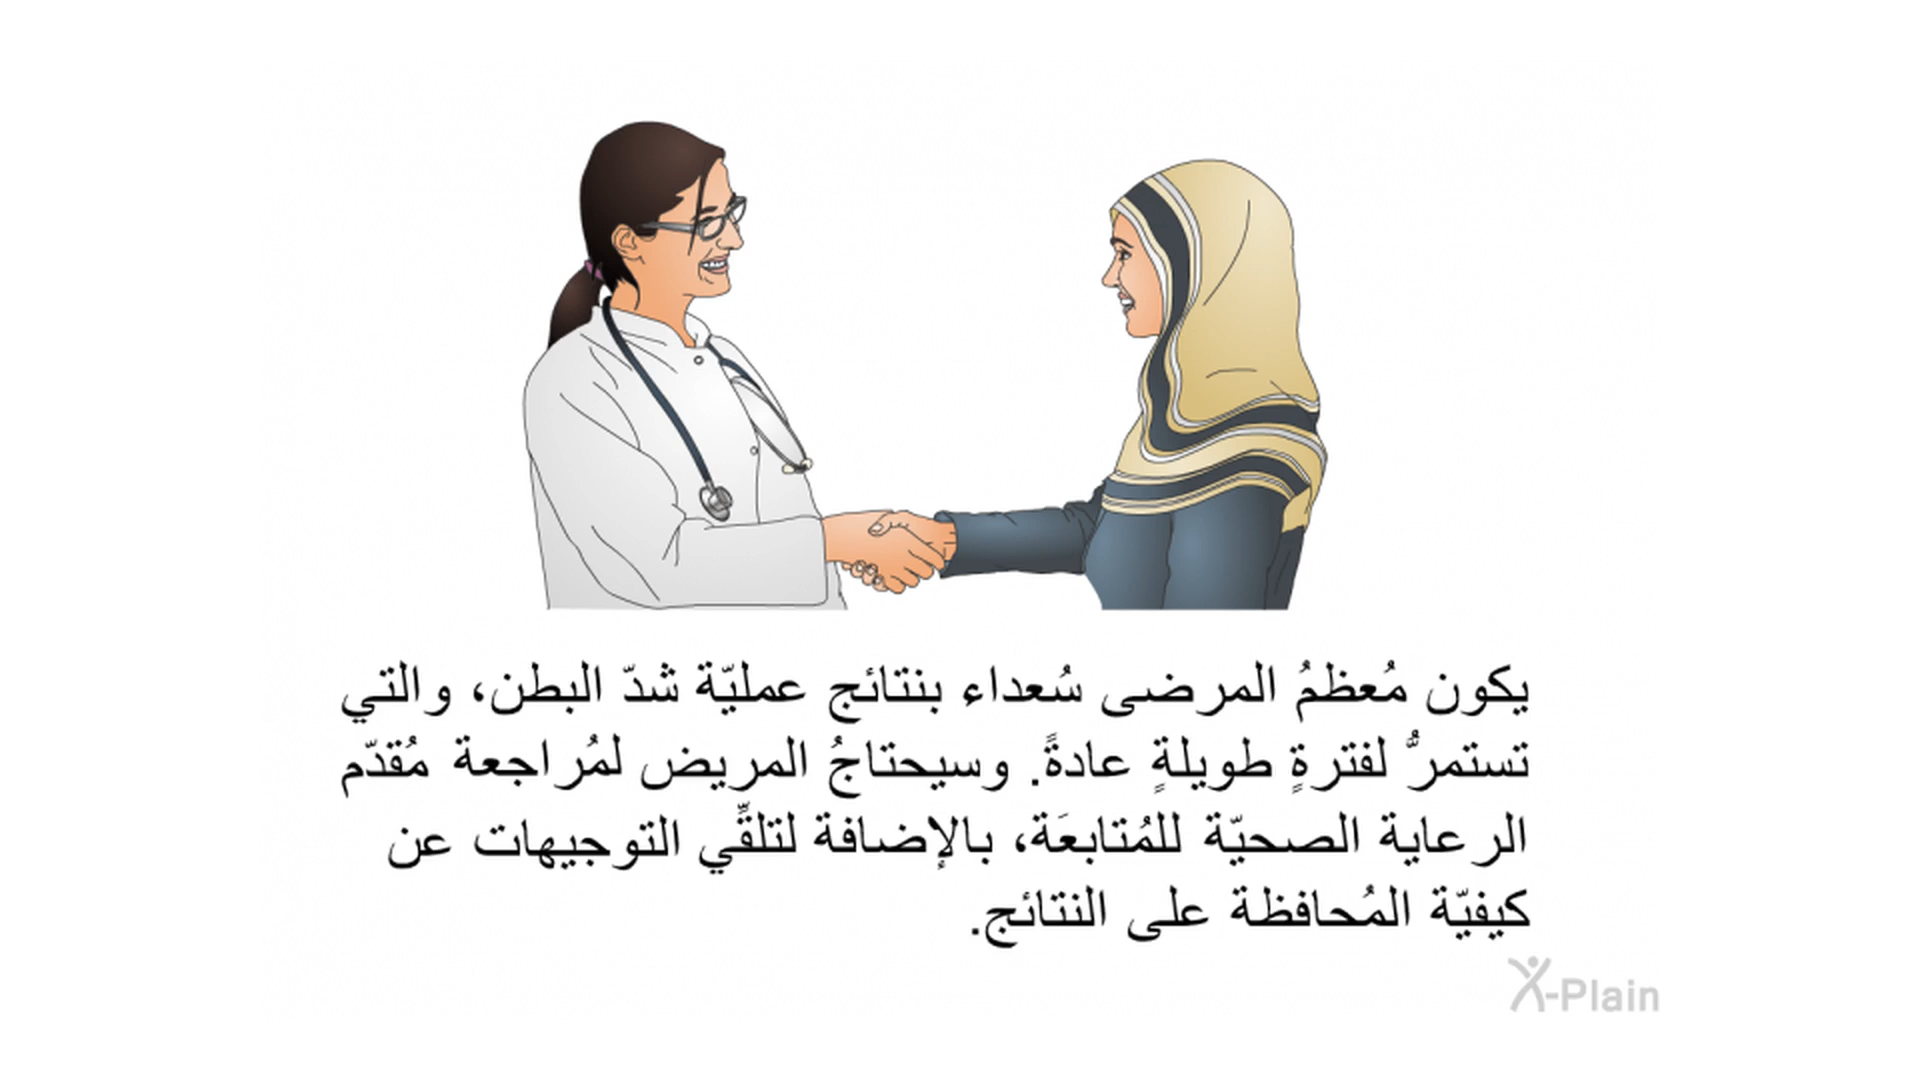 يكون مُعظمُ المرضى سُعداء بنتائج عمليّة شدّ البطن، والتي
تستمرُّ لفترةٍ طويلةٍ عادةً. وسيحتاجُ المريض لمُراجعة مُقدّم
الرعاية الصحيّة للمُتابعَة، بالإضافة لتلقِّي التوجيهات عن
كيفيّة المُحافظة على النتائج.
X-Plain